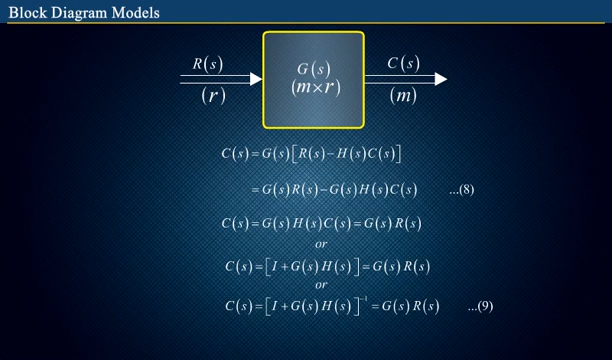 Block Diagram Models
R(s) G(s) C(s)
(r) (m×r) (m)
C(s)=G(s)[R(s)−H(s)C(s)]
=G(s)R(s)−G(s)H(s)C(s) ...(8)
C(s)=G(s)H(s)C(s)=G(s)R(s)
or
C(s)=[I+G(s)H(s)]=G(s)R(s)
or
C(s)=[I+G(s)H(s)]⁻¹=G(s)R(s) ...(9)